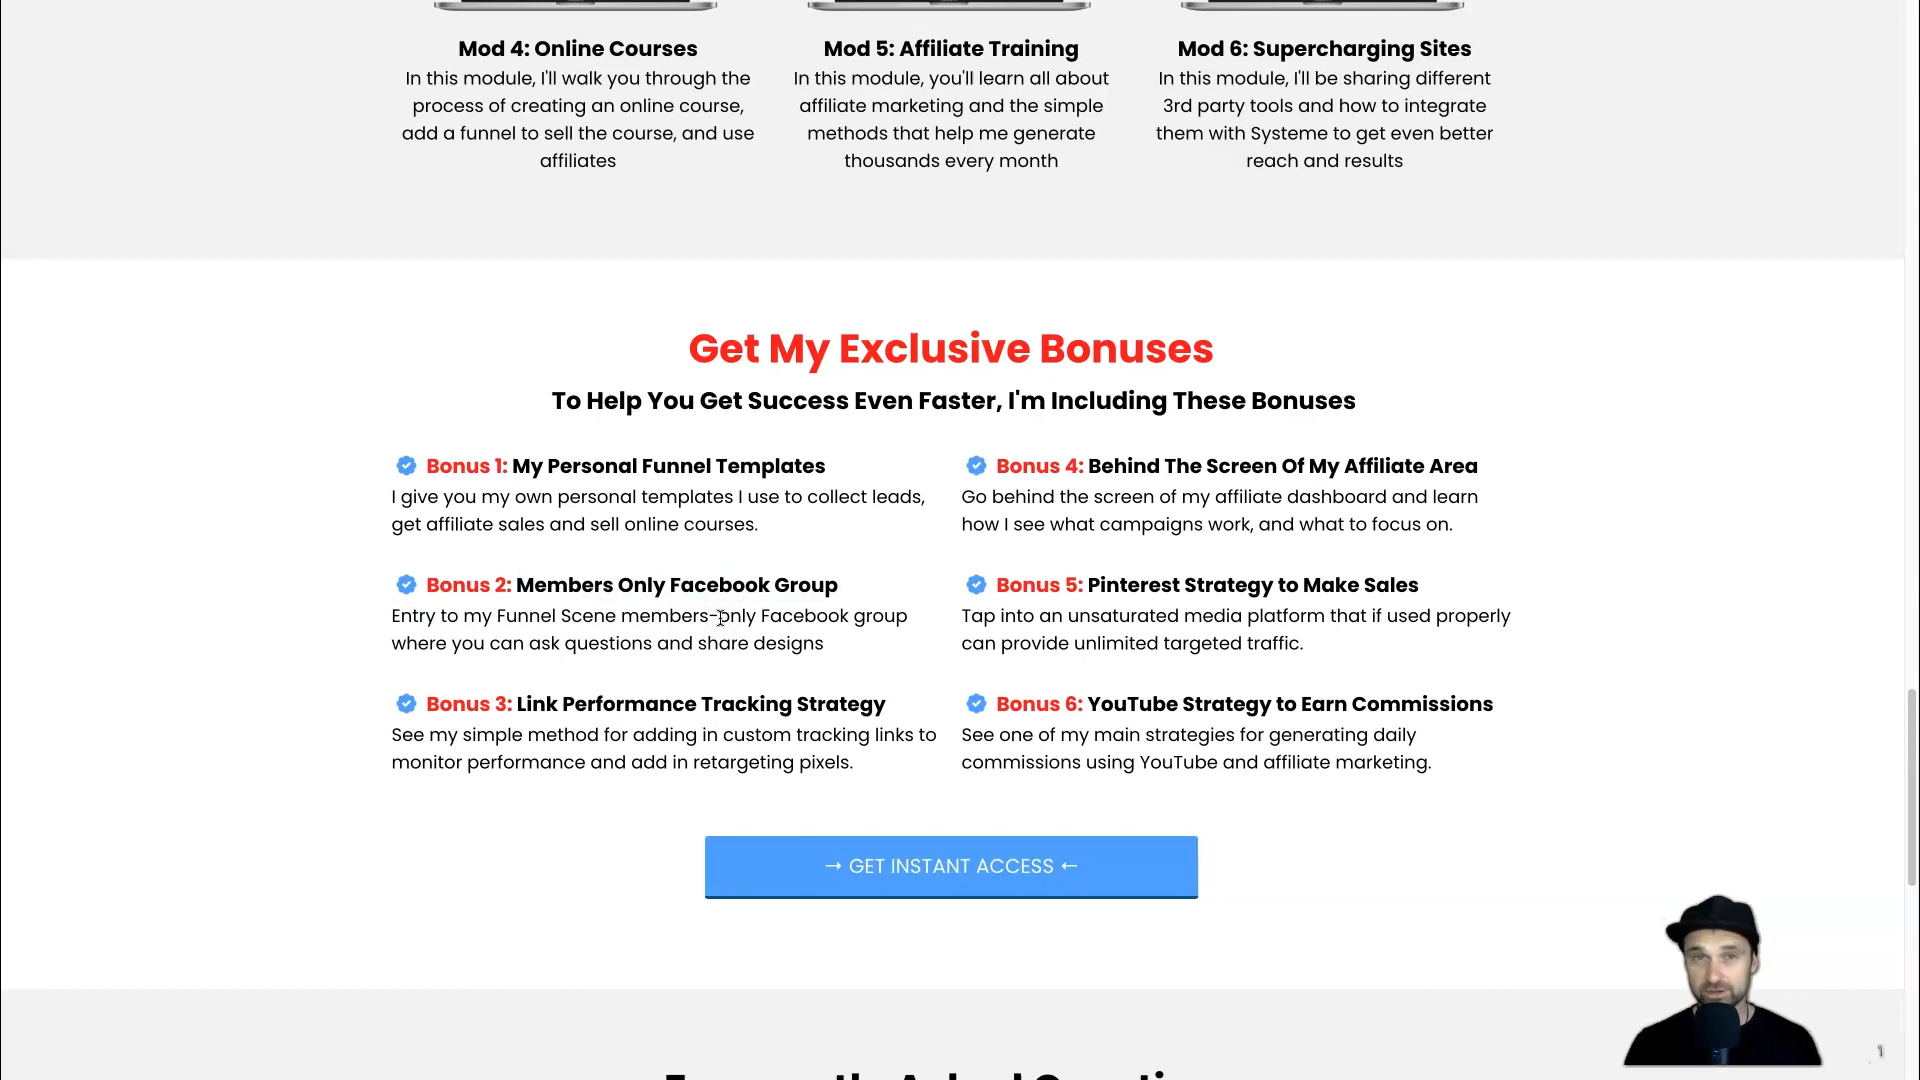 Mod 4: Online Courses
In this module, I'll walk you through the
process of creating an online course,
add a funnel to sell the course, and use
affiliates
Mod 5: Affiliate Training
In this module, you'll learn all about
affiliate marketing and the simple
methods that help me generate
thousands every month
Mod 6: Supercharging Sites
In this module, I'll be sharing different
3rd party tools and how to integrate
them with Systeme to get even better
reach and results
Get My Exclusive Bonuses
To Help You Get Success Even Faster, I'm Including These Bonuses
Bonus 1: My Personal Funnel Templates
I give you my own personal templates I use to collect leads,
get affiliate sales and sell online courses.
Bonus 2: Members Only Facebook Group
Entry to my Funnel Scene members-only Facebook group
where you can ask questions and share designs
Bonus 3: Link Performance Tracking Strategy
See my simple method for adding in custom tracking links to
monitor performance and add in retargeting pixels.
Bonus 4: Behind The Screen Of My Affiliate Area
Go behind the screen of my affiliate dashboard and learn
how I see what campaigns work, and what to focus on.
Bonus 5: Pinterest Strategy to Make Sales
Tap into an unsaturated media platform that if used properly
can provide unlimited targeted traffic.
Bonus 6: YouTube Strategy to Earn Commissions
See one of my main strategies for generating daily
commissions using YouTube and affiliate marketing.
→ GET INSTANT ACCESS ←